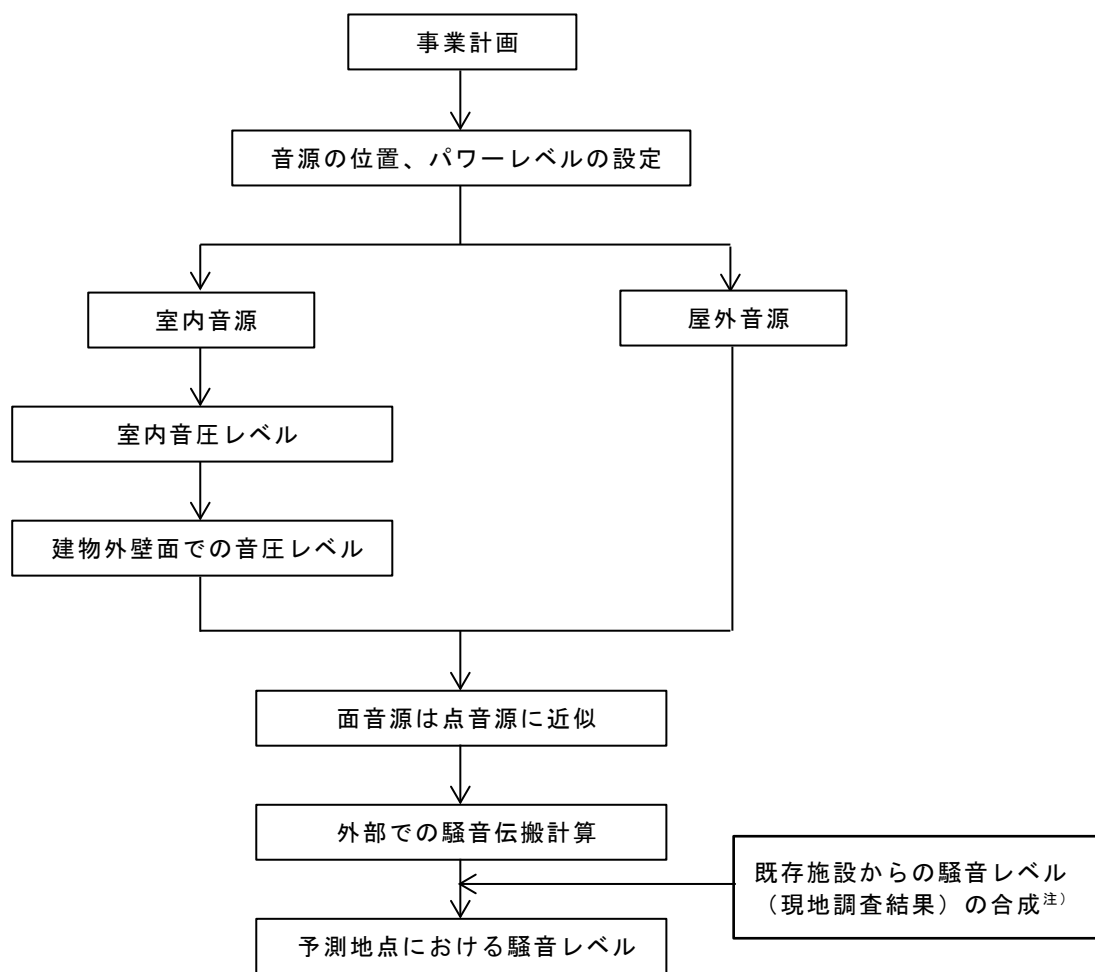 事業計画
音源の位置、パワーレベルの設定
室内音源
屋外音源
室内音圧レベル
建物外壁面での音圧レベル
面音源は点音源に近似
外部での騒音伝搬計算
既存施設からの騒音レベル
（現地調査結果）の合成注）
予測地点における騒音レベル